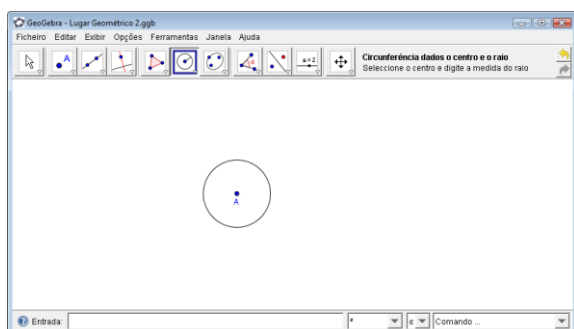 GeoGebra - Lugar Geométrico 2.ggb
Ficheiro Editar Exibir Opções Ferramentas Janela Ajuda
A
a=2
Circunferência dados o centro e o raio
Seleccione o centro e digite a medida do raio
A
Entrada:
Comando ...